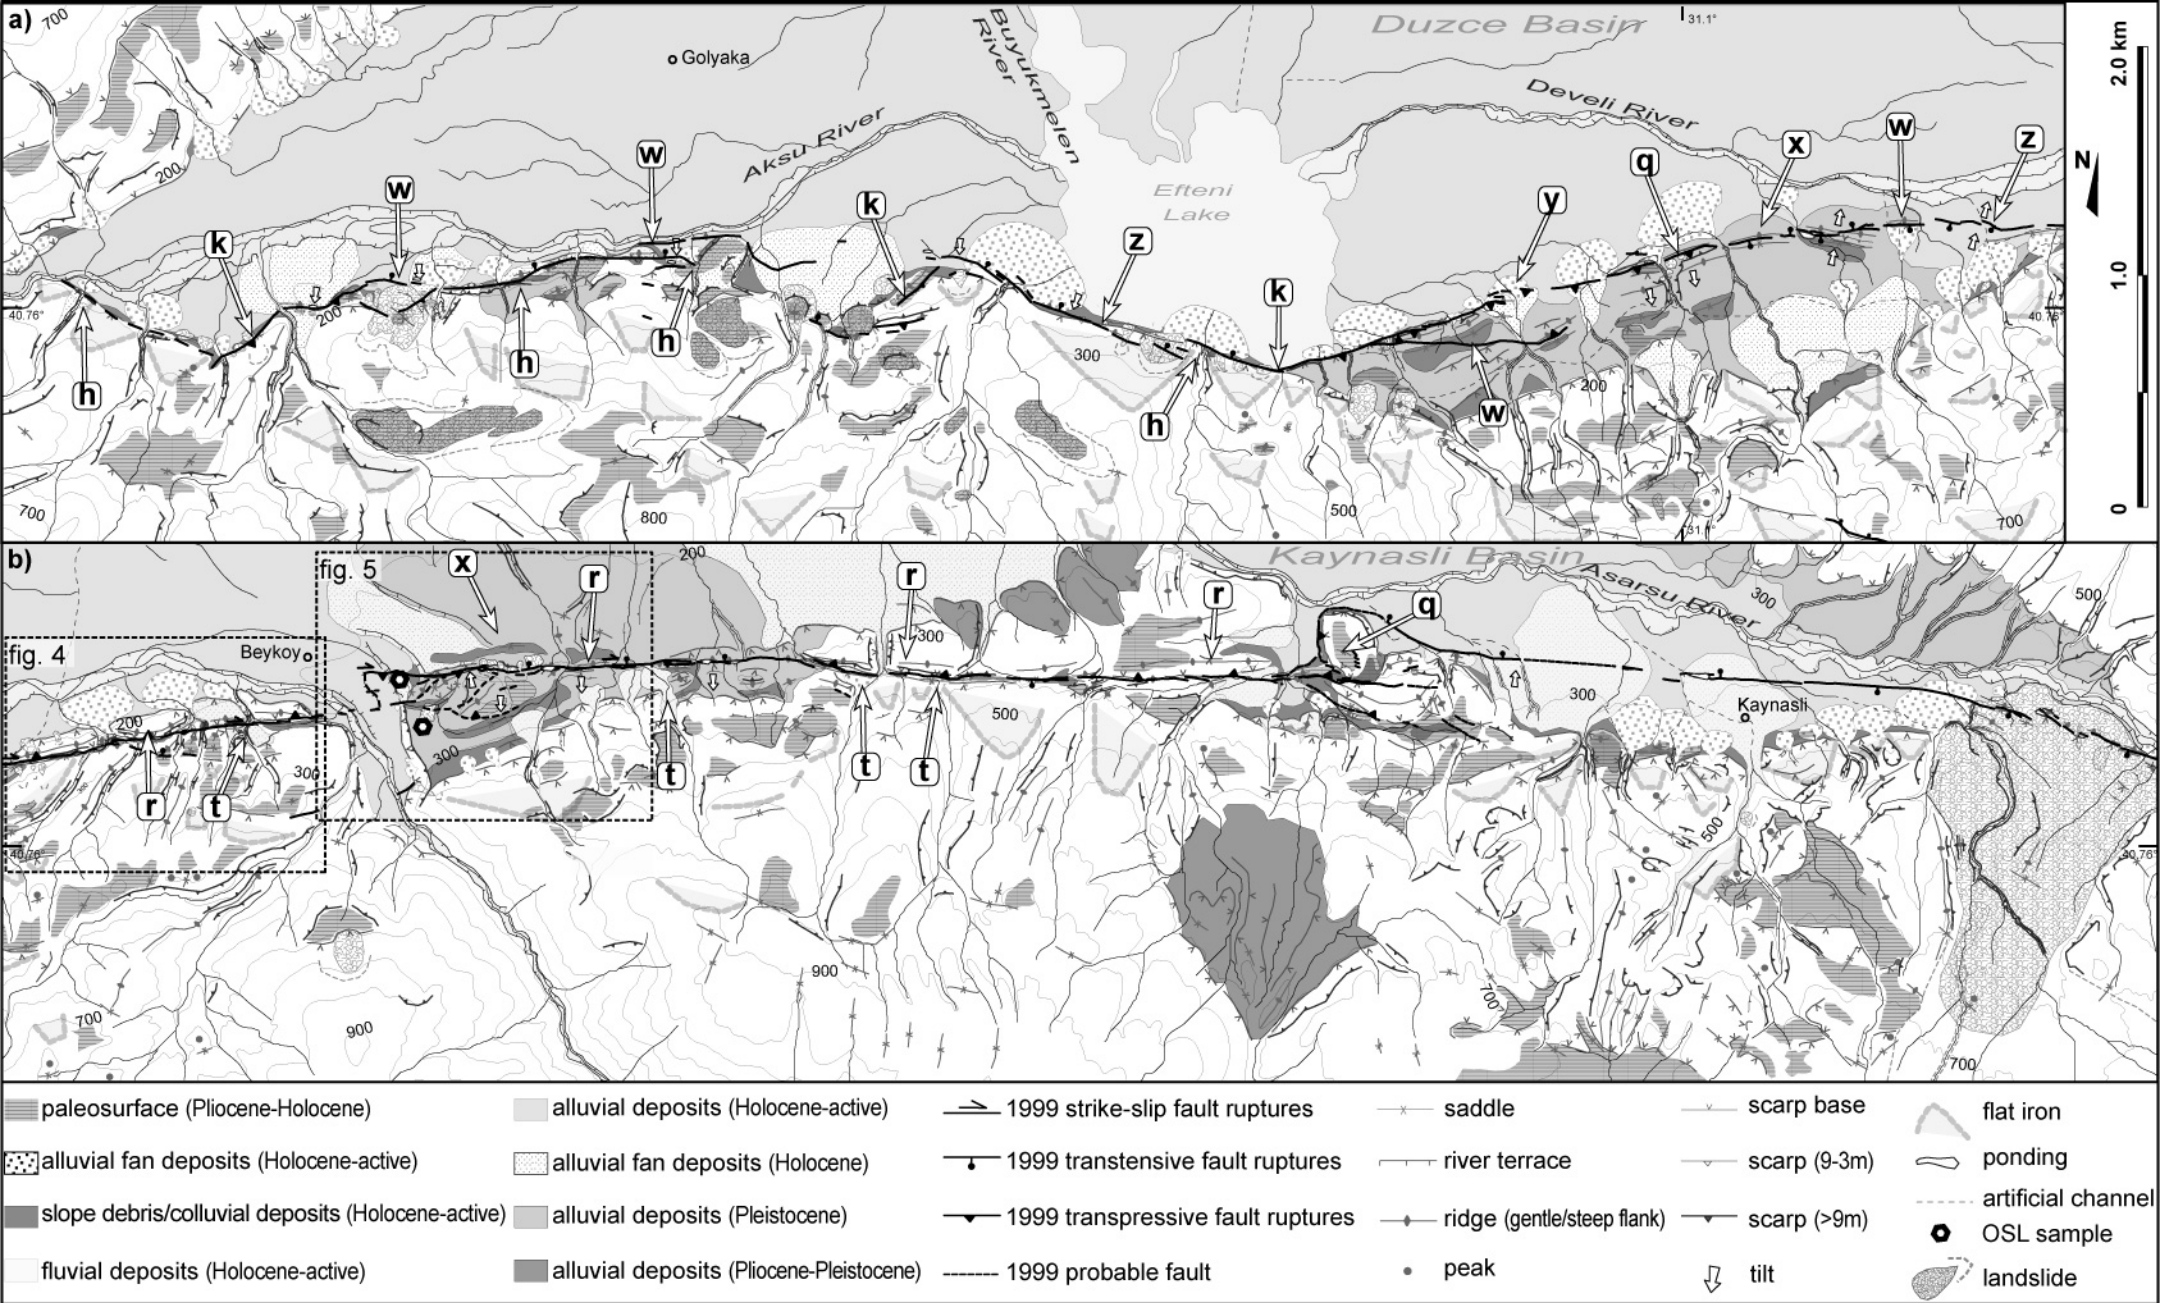 a)
700
Golyaka
Buyukmelen
River
Duzce Basin
31.1°
2.0 km
Develi River
Aksu River
200
w
w
q
x
w
z
N
Efteni
Lake
k
k
z
y
k
1.0
40.76°
200
40.76°
h
h
h
300
h
w
200
700
800
500
31.1°
700
0
b)
fig. 5
x
r
200
r
r
q
Kaynasli Basin
Asarsu River
300
500
fig. 4
Beykoy
300
200
300
300
r
t
t
t
t
500
300
Kaynasli
500
40.76°
40.76°
700
900
900
700
700
paleosurface (Pliocene-Holocene)
alluvial deposits (Holocene-active)
1999 strike-slip fault ruptures
saddle
scarp base
flat iron
alluvial fan deposits (Holocene-active)
alluvial fan deposits (Holocene)
1999 transtensive fault ruptures
river terrace
scarp (9-3m)
ponding
artificial channel
slope debris/colluvial deposits (Holocene-active)
alluvial deposits (Pleistocene)
1999 transpressive fault ruptures
ridge (gentle/steep flank)
scarp (>9m)
OSL sample
fluvial deposits (Holocene-active)
alluvial deposits (Pliocene-Pleistocene)
1999 probable fault
peak
tilt
landslide